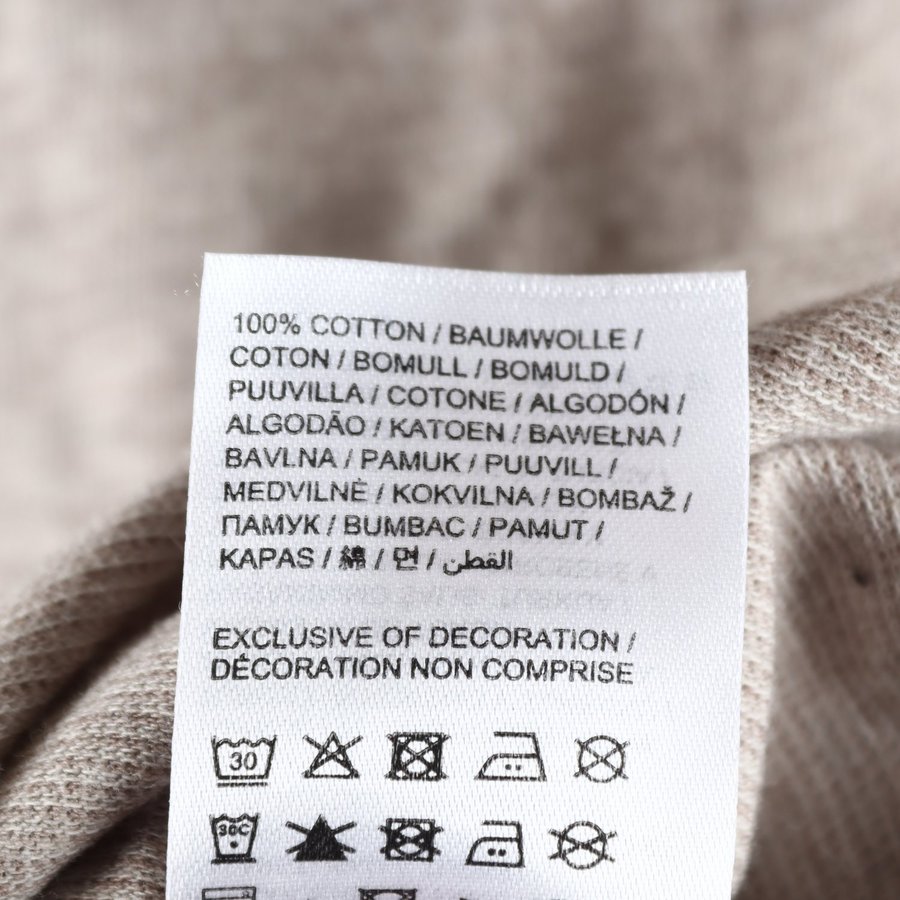 100% COTTON / BAUMWOLLE /
COTON / BOMULL / BOMULD /
PUUVILLA / COTONE / ALGODÓN /
ALGODÃO / KATOEN / BAWEŁNA /
BAVLNA / PAMUK / PUUVILL /
MEDVILNĖ / KOKVILNA / BOMBAŽ /
ПАМУК / BUMBAC / PAMUT /
KAPAS / 綿 / 면 / القطن
EXCLUSIVE OF DECORATION /
DÉCORATION NON COMPRISE
30
30C